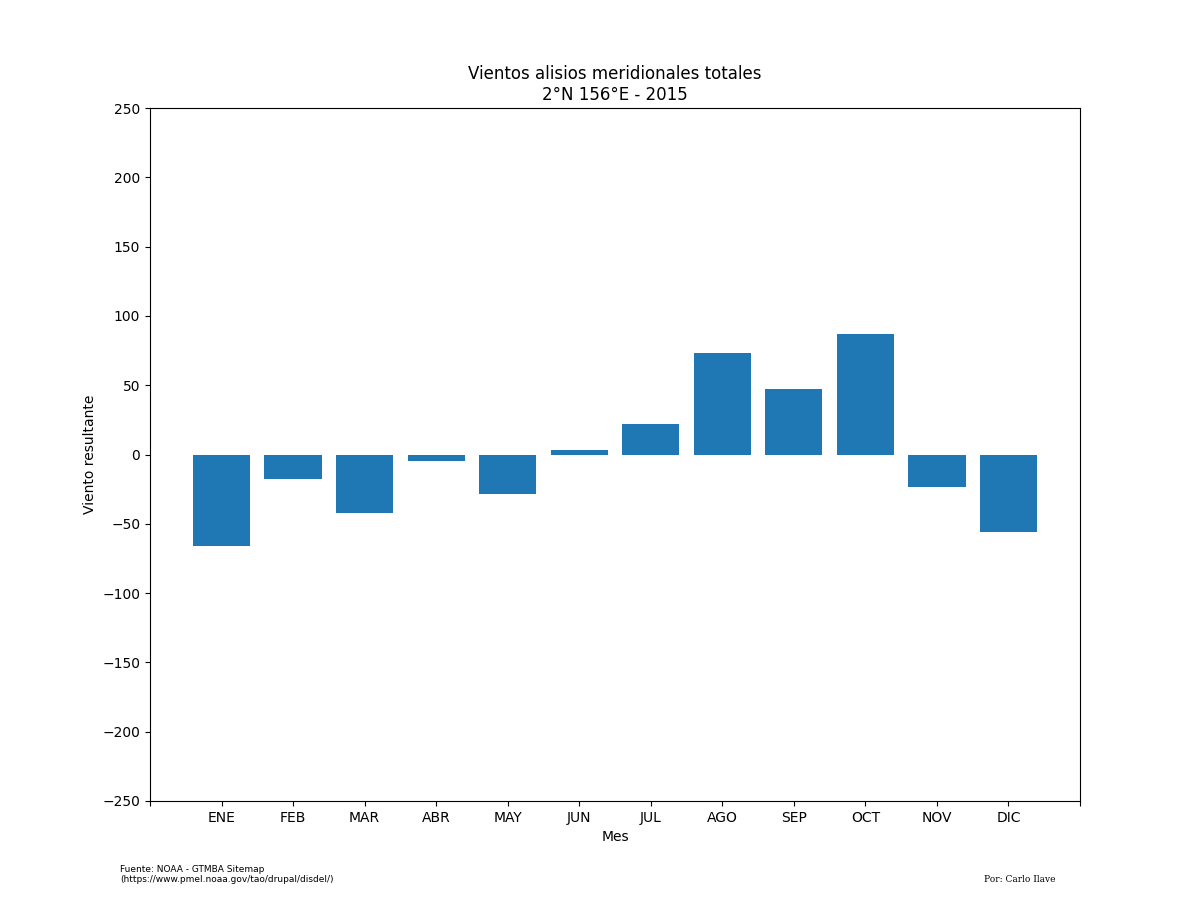 Vientos alisios meridionales totales
2°N 156°E - 2015
250
200
150
100
50
0
−50
−100
−150
−200
−250
Viento resultante
ENE FEB MAR ABR MAY JUN JUL AGO SEP OCT NOV DIC
Mes
Fuente: NOAA - GTMBA Sitemap
(https://www.pmel.noaa.gov/tao/drupal/disdel/)
Por: Carlo Ilave